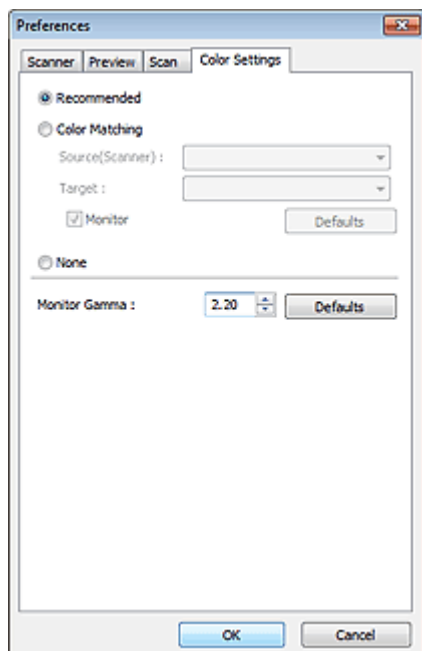 Preferences
Scanner Preview Scan Color Settings
Recommended
Color Matching
Source(Scanner) :
Target :
Monitor Defaults
None
Monitor Gamma : 2.20 Defaults
OK Cancel